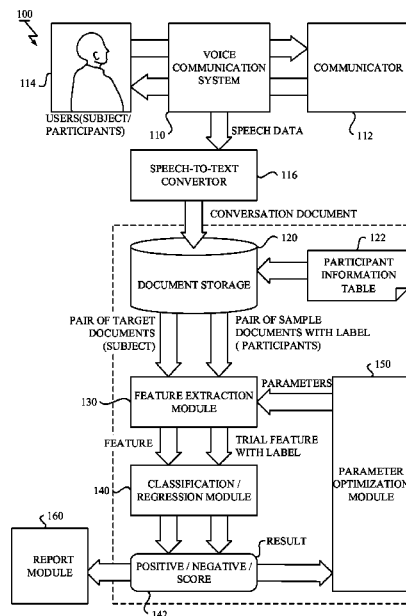 100
VOICE
COMMUNICATION
SYSTEM
COMMUNICATOR
114
USERS(SUBJECT/
PARTICIPANTS)
110
112
SPEECH DATA
SPEECH-TO-TEXT
CONVERTOR
116
CONVERSATION DOCUMENT
120
122
DOCUMENT STORAGE
PARTICIPANT
INFORMATION
TABLE
PAIR OF TARGET
DOCUMENTS
(SUBJECT)
PAIR OF SAMPLE
DOCUMENTS WITH LABEL
( PARTICIPANTS)
150
PARAMETERS
FEATURE EXTRACTION
MODULE
130
FEATURE
TRIAL FEATURE
WITH LABEL
PARAMETER
OPTIMIZATION
MODULE
140
CLASSIFICATION /
REGRESSION MODULE
160
REPORT
MODULE
RESULT
POSITIVE / NEGATIVE /
SCORE
142